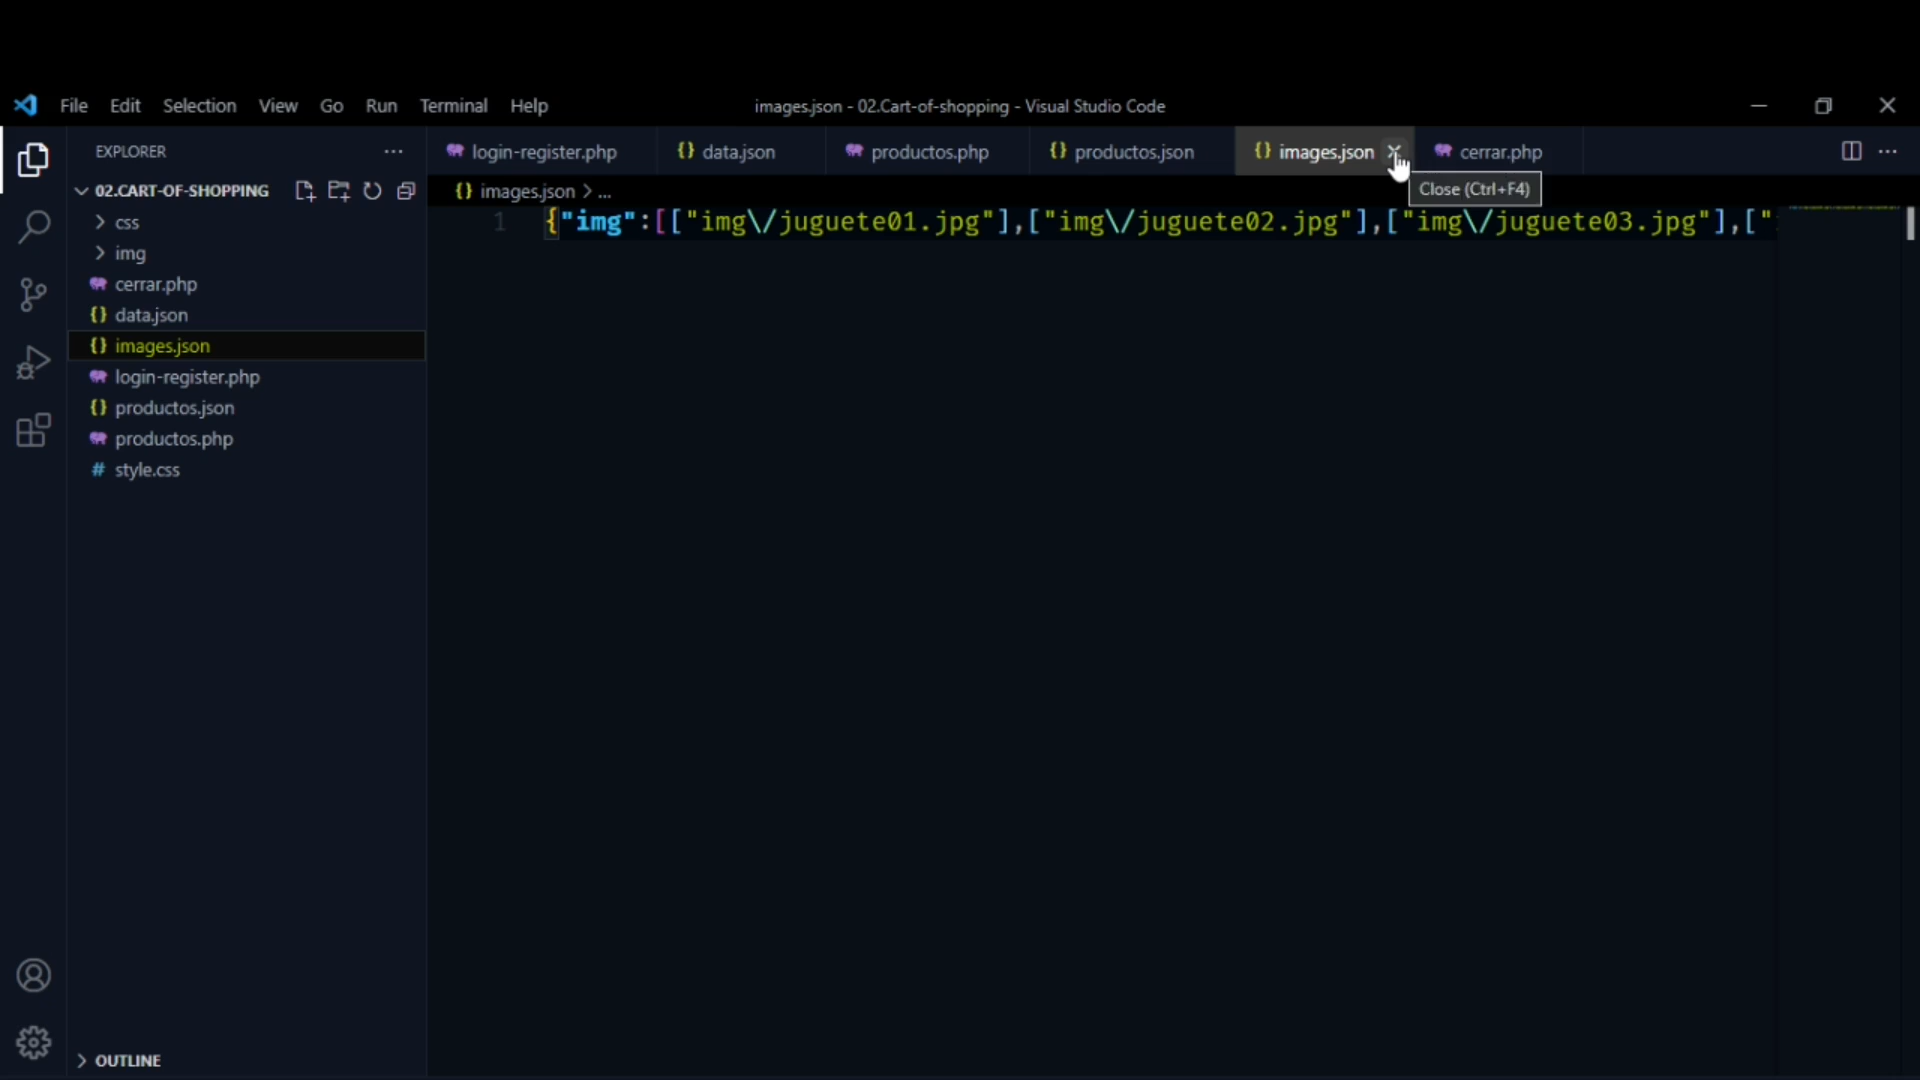 File Edit Selection View Go Run Terminal Help images.json - 02.Cart-of-shopping - Visual Studio Code
EXPLORER ... login-register.php {} data.json productos.php {} productos.json {} images.json cerrar.php ...
Close (Ctrl+F4)
02.CART-OF-SHOPPING {} images.json > ...
1 {"img":[["img\/juguete01.jpg"],["img\/juguete02.jpg"],["img\/juguete03.jpg"],["
> css
> img
cerrar.php
{} data.json
{} images.json
login-register.php
{} productos.json
productos.php
# style.css
> OUTLINE